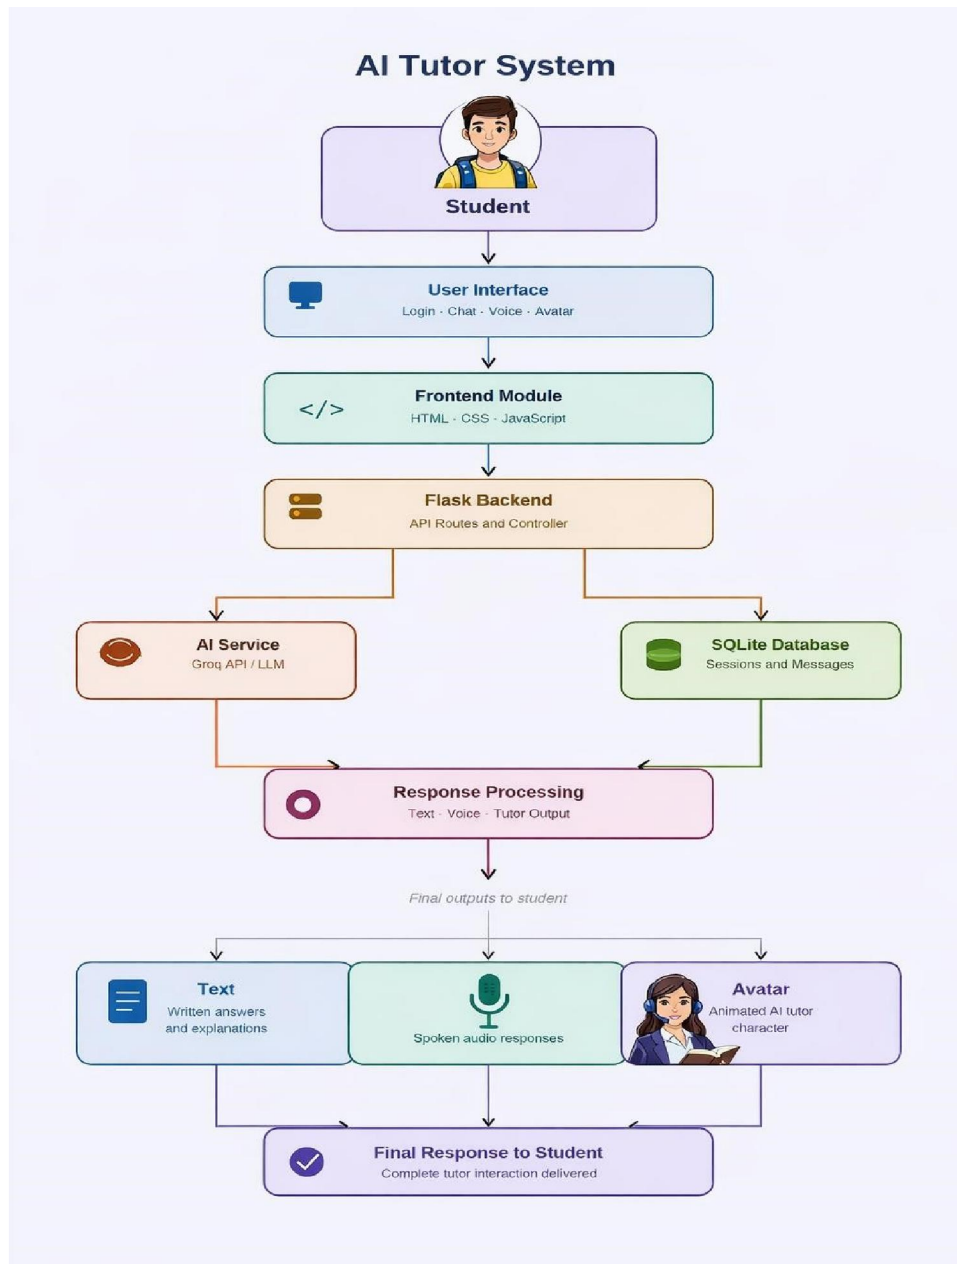 AI Tutor System
Student
User Interface
Login · Chat · Voice · Avatar
</>
Frontend Module
HTML · CSS · JavaScript
Flask Backend
API Routes and Controller
AI Service
Groq API / LLM
SQLite Database
Sessions and Messages
Response Processing
Text · Voice · Tutor Output
Final outputs to student
Text
Written answers
and explanations
Spoken audio responses
Avatar
Animated AI tutor
character
Final Response to Student
Complete tutor interaction delivered